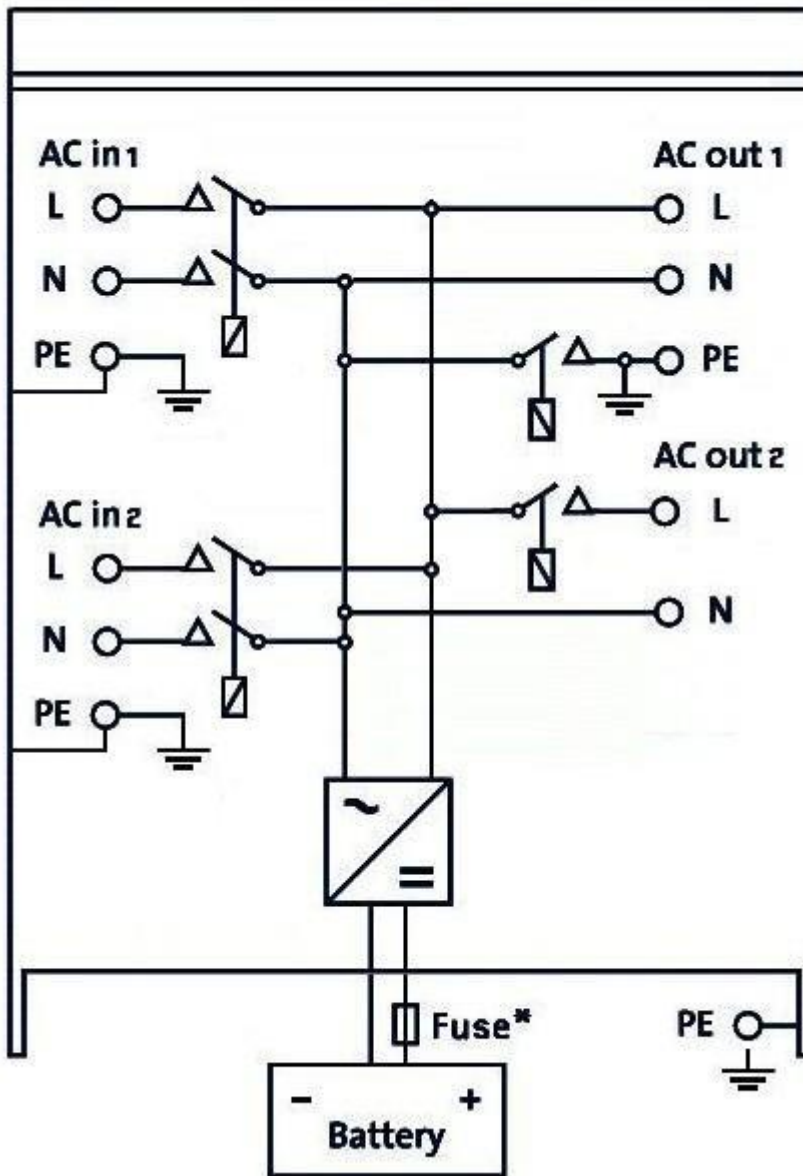 AC in 1
AC out 1
L
L
N
N
PE
PE
AC out 2
AC in 2
L
L
N
N
PE
~
=
Fuse*
PE
- +
Battery